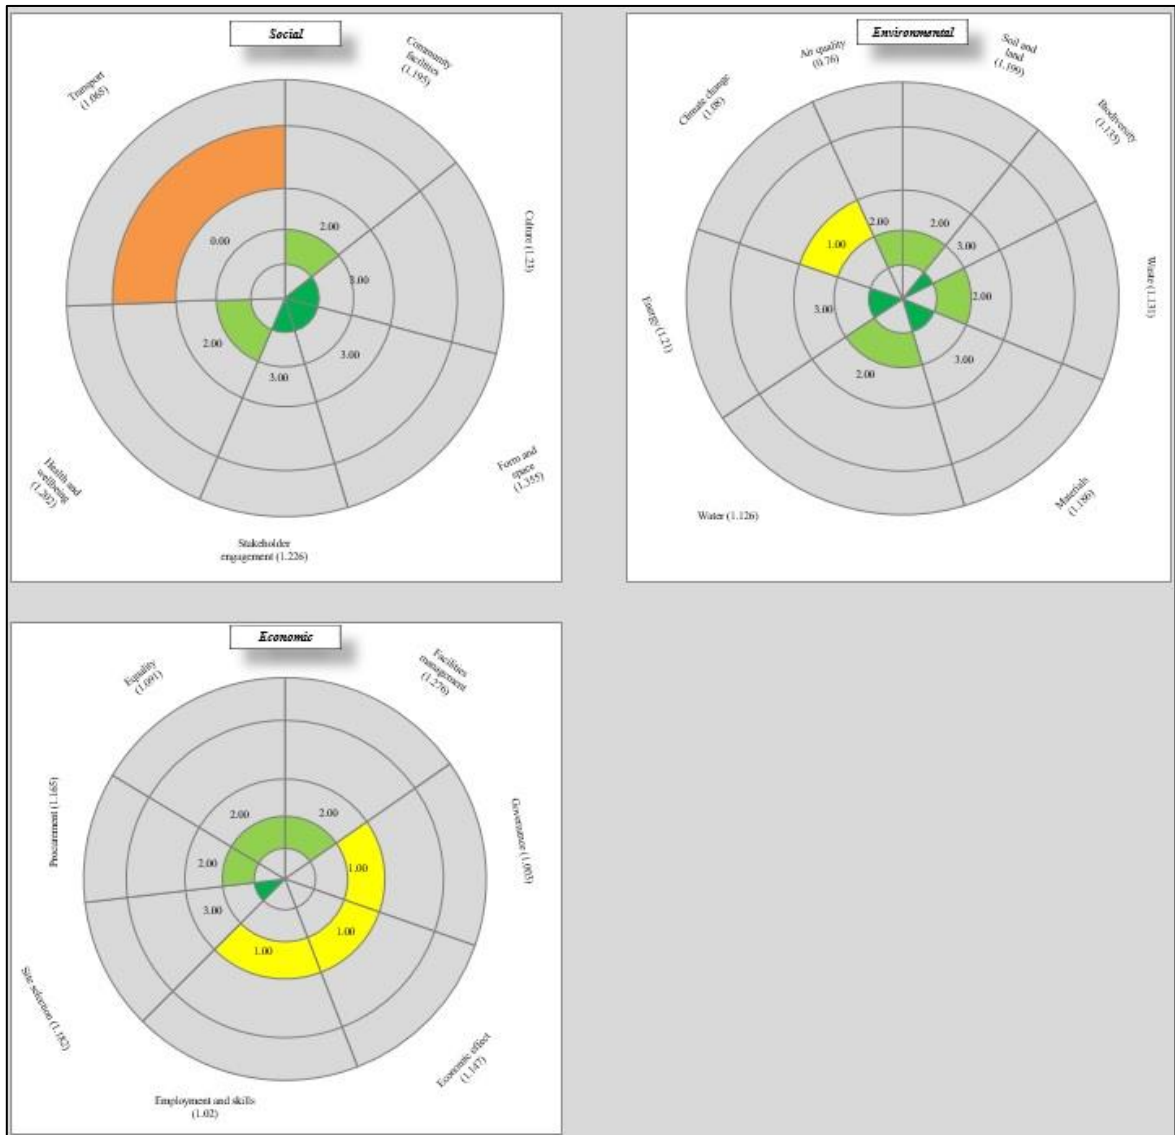 Social
Community
facilities
(1.195)
Transport
(1.065)
Culture (1.23)
0.00
2.00
3.00
3.00
3.00
2.00
Form and
space
(1.355)
Health and
wellbeing
(1.202)
Stakeholder
engagement (1.226)
Environmental
Air quality
(0.76)
Soil and
land
(1.199)
Climate change
(1.08)
Biodiversity
(1.135)
Waste (1.131)
Energy (1.21)
2.00
2.00
1.00
3.00
2.00
3.00
3.00
2.00
Materials
(1.186)
Water (1.126)
Economic
Equality
(1.091)
Facilities
management
(1.276)
Procurement (1.165)
Governance (1.003)
2.00
2.00
2.00
1.00
3.00
1.00
1.00
Site selection (1.182)
Economic effect
(1.147)
Employment and skills
(1.02)